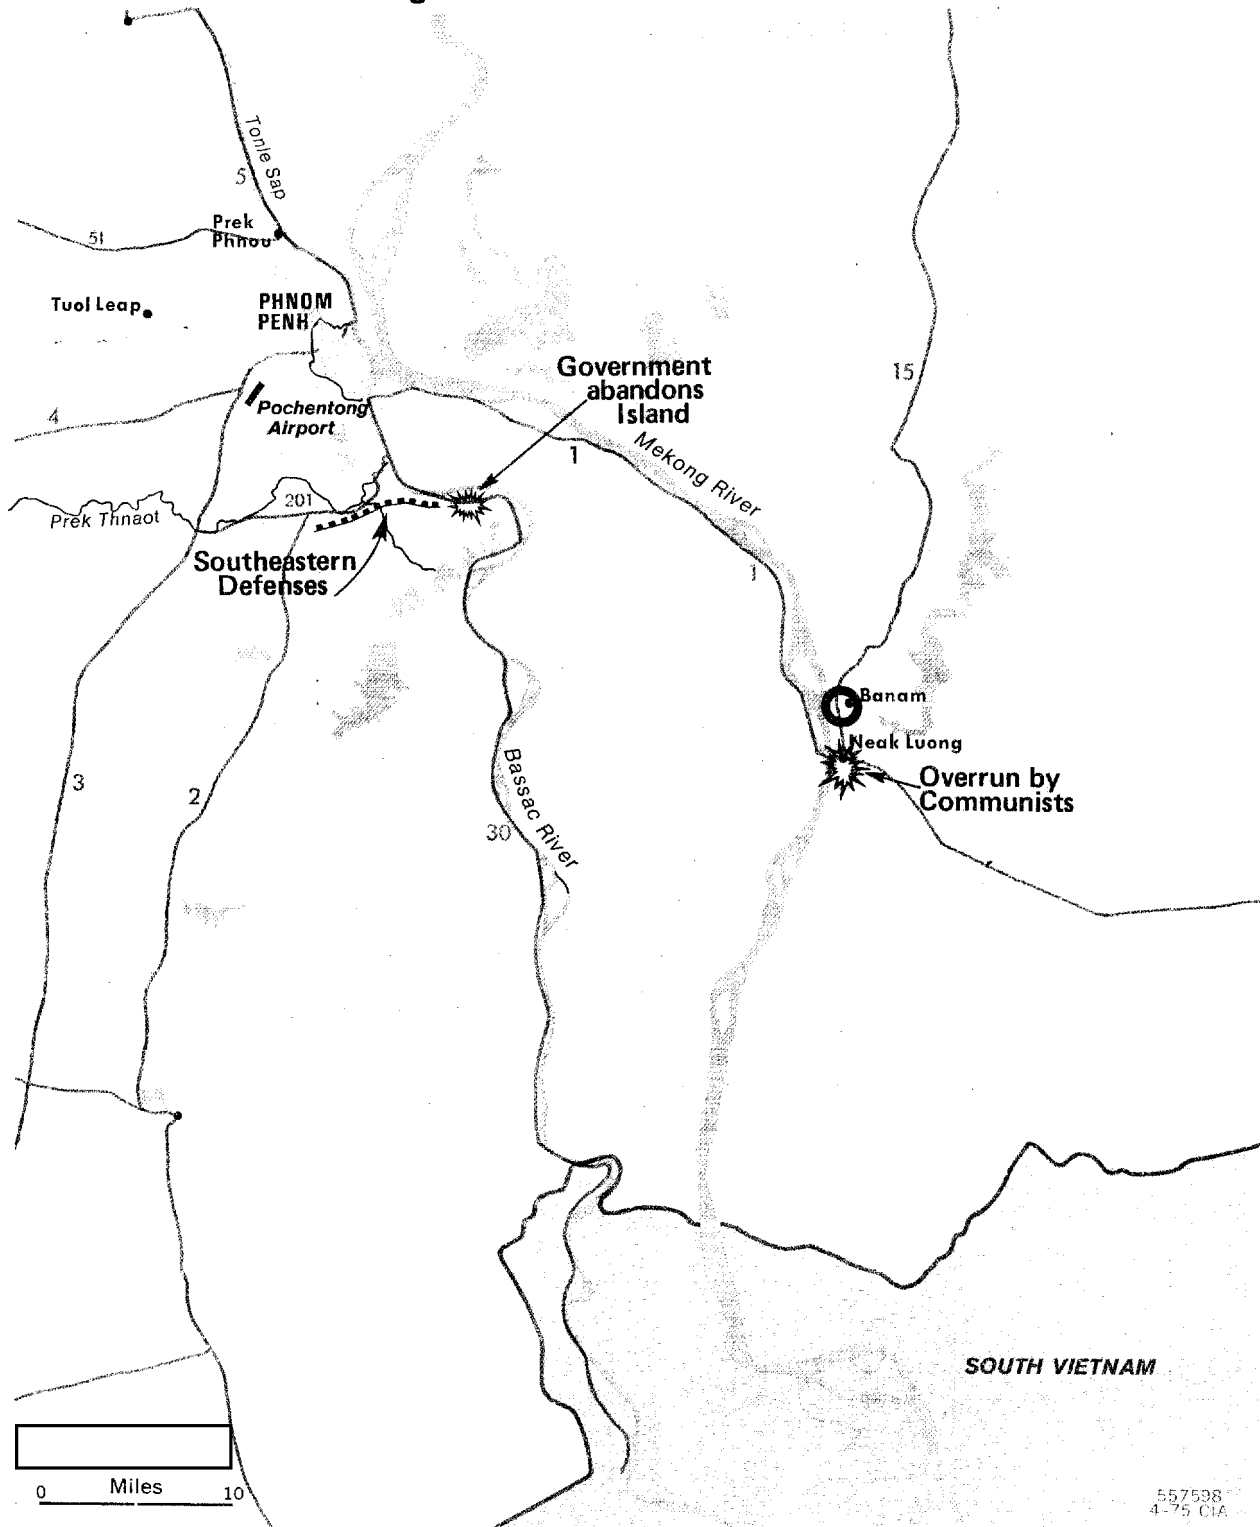 Tonle Sap
5
Prek
Phnou
51
Tuol Leap
PHNOM
PENH
Government
abandons
Island
15
4
Pochentong
Airport
1
Mekong River
201
Prek Thnaot
Southeastern
Defenses
1
Banam
Neak Luong
Overrun by
Communists
3
2
Bassac River
30
SOUTH VIETNAM
Miles
0 10
557598
4-75 CIA